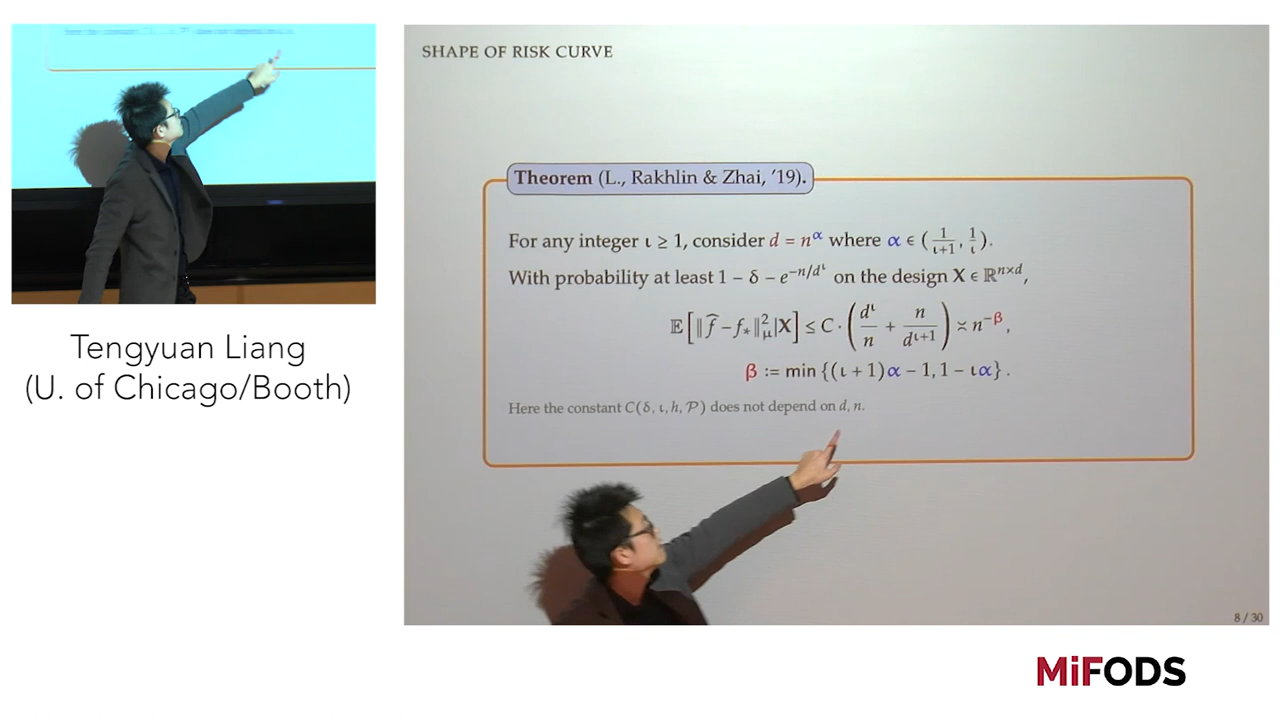 Tengyuan Liang
(U. of Chicago/Booth)
SHAPE OF RISK CURVE
Theorem (L., Rakhlin & Zhai, '19).
For any integer ι ≥ 1, consider d = n^α where α ∈ (1/(ι+1), 1/ι).
With probability at least 1 − δ − e^{−n/d^ι} on the design X ∈ ℝ^{n×d},
𝔼[‖f̂ − f_*‖²_μ|X] ≤ C · (d^ι/n + n/d^{ι+1}) ≍ n^{−β},
β := min {(ι + 1)α − 1, 1 − ια} .
Here the constant C(δ, ι, h, 𝒫) does not depend on d, n.
8 / 30
MiFODS